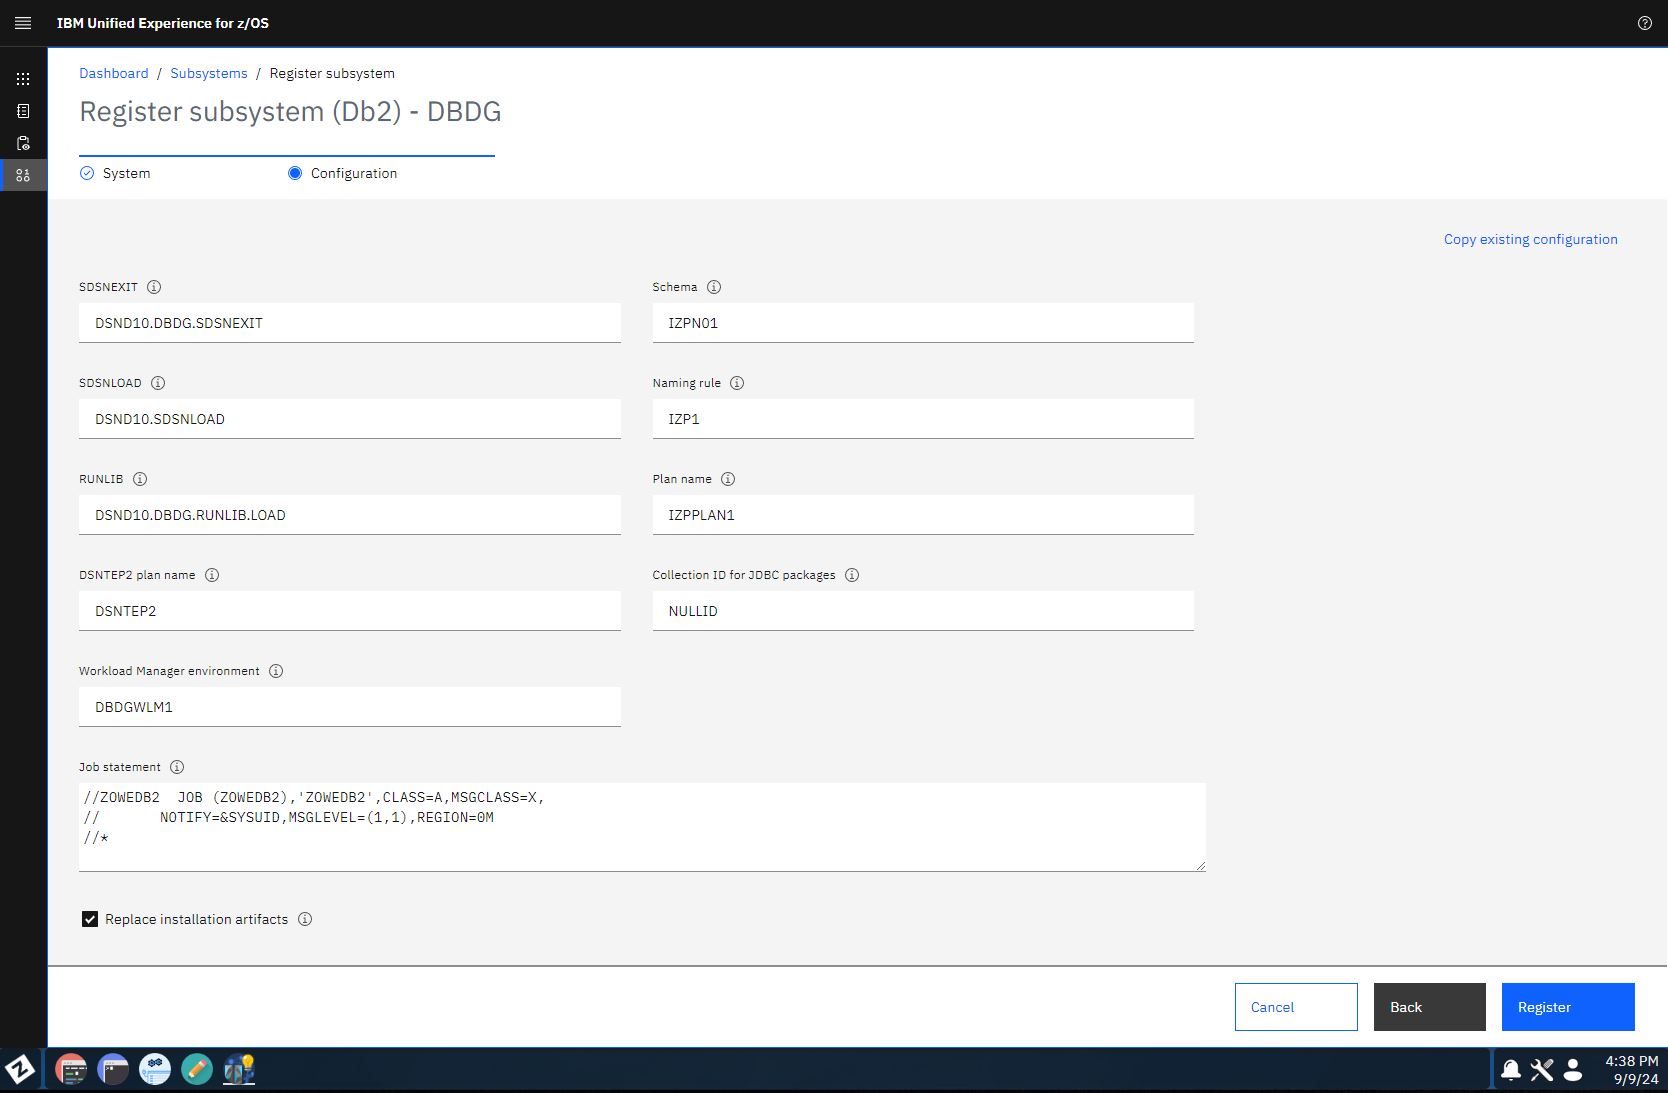 IBM Unified Experience for z/OS
Dashboard / Subsystems / Register subsystem
Register subsystem (Db2) - DBDG
System
Configuration
Copy existing configuration
SDSNEXIT
DSND10.DBDG.SDSNEXIT
Schema
IZPN01
SDSNLOAD
DSND10.SDSNLOAD
Naming rule
IZP1
RUNLIB
DSND10.DBDG.RUNLIB.LOAD
Plan name
IZPPLAN1
DSNTEP2 plan name
DSNTEP2
Collection ID for JDBC packages
NULLID
Workload Manager environment
DBDGWLM1
Job statement
//ZOWEDB2  JOB (ZOWEDB2),'ZOWEDB2',CLASS=A,MSGCLASS=X,
//       NOTIFY=&SYSUID,MSGLEVEL=(1,1),REGION=0M
//*
Replace installation artifacts
Cancel
Back
Register
4:38 PM
9/9/24